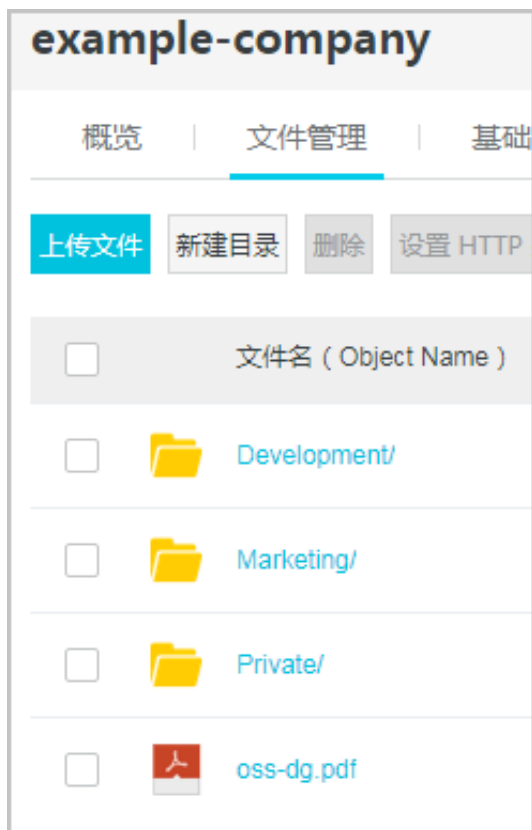 example-company
概览 文件管理 基础
上传文件 新建目录 删除 设置 HTTP
文件名（Object Name）
Development/
Marketing/
Private/
oss-dg.pdf